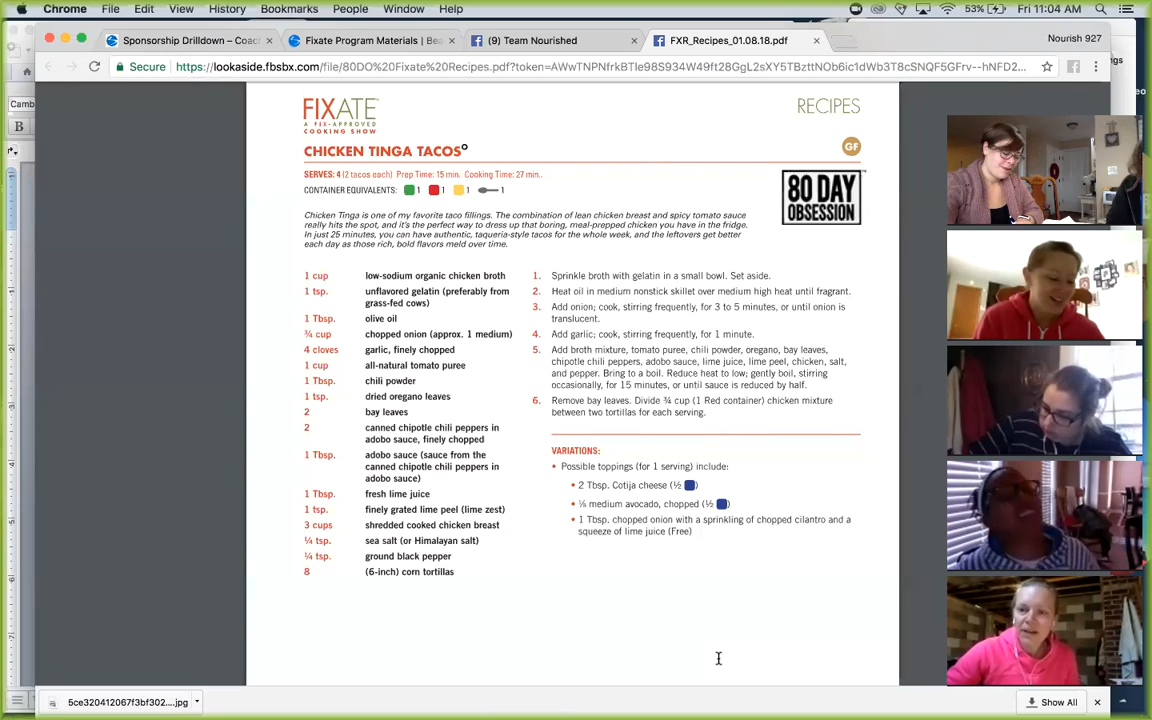 Chrome File Edit View History Bookmarks People Window Help 53% Fri 11:04 AM
Sponsorship Drilldown – Coach
Fixate Program Materials | Bea
(9) Team Nourished
FXR_Recipes_01.08.18.pdf
Nourish 927
Secure https://lookaside.fbsbx.com/file/80DO%20Fixate%20Recipes.pdf?token=AWwTNPNfrkBTle98S934W49ft28GgL2sXY5TBzttNOb6ic1dWb3T8cSNQF5GFrv--hNFD2...
Camb
B
FIXATE
A FIX-APPROVED
COOKING SHOW
RECIPES
CHICKEN TINGA TACOS°
GF
SERVES: 4 (2 tacos each) Prep Time: 15 min. Cooking Time: 27 min..
CONTAINER EQUIVALENTS: 1 1 1 1
80 DAY
OBSESSION
Chicken Tinga is one of my favorite taco fillings. The combination of lean chicken breast and spicy tomato sauce
really hits the spot, and it's the perfect way to dress up that boring, meal-prepped chicken you have in the fridge.
In just 25 minutes, you can have authentic, taqueria-style tacos for the whole week, and the leftovers get better
each day as those rich, bold flavors meld over time.
1 cup low-sodium organic chicken broth
1 tsp. unflavored gelatin (preferably from
grass-fed cows)
1 Tbsp. olive oil
¾ cup chopped onion (approx. 1 medium)
4 cloves garlic, finely chopped
1 cup all-natural tomato puree
1 Tbsp. chili powder
1 tsp. dried oregano leaves
2 bay leaves
2 canned chipotle chili peppers in
adobo sauce, finely chopped
1 Tbsp. adobo sauce (sauce from the
canned chipotle chili peppers in
adobo sauce)
1 Tbsp. fresh lime juice
1 tsp. finely grated lime peel (lime zest)
3 cups shredded cooked chicken breast
¼ tsp. sea salt (or Himalayan salt)
¼ tsp. ground black pepper
8 (6-inch) corn tortillas
1. Sprinkle broth with gelatin in a small bowl. Set aside.
2. Heat oil in medium nonstick skillet over medium high heat until fragrant.
3. Add onion; cook, stirring frequently, for 3 to 5 minutes, or until onion is
translucent.
4. Add garlic; cook, stirring frequently, for 1 minute.
5. Add broth mixture, tomato puree, chili powder, oregano, bay leaves,
chipotle chili peppers, adobo sauce, lime juice, lime peel, chicken, salt,
and pepper. Bring to a boil. Reduce heat to low; gently boil, stirring
occasionally, for 15 minutes, or until sauce is reduced by half.
6. Remove bay leaves. Divide ¾ cup (1 Red container) chicken mixture
between two tortillas for each serving.
VARIATIONS:
• Possible toppings (for 1 serving) include:
• 2 Tbsp. Cotija cheese (½ )
• ⅛ medium avocado, chopped (½ )
• 1 Tbsp. chopped onion with a sprinkling of chopped cilantro and a
squeeze of lime juice (Free)
5ce320412067f3bf302....jpg
Show All